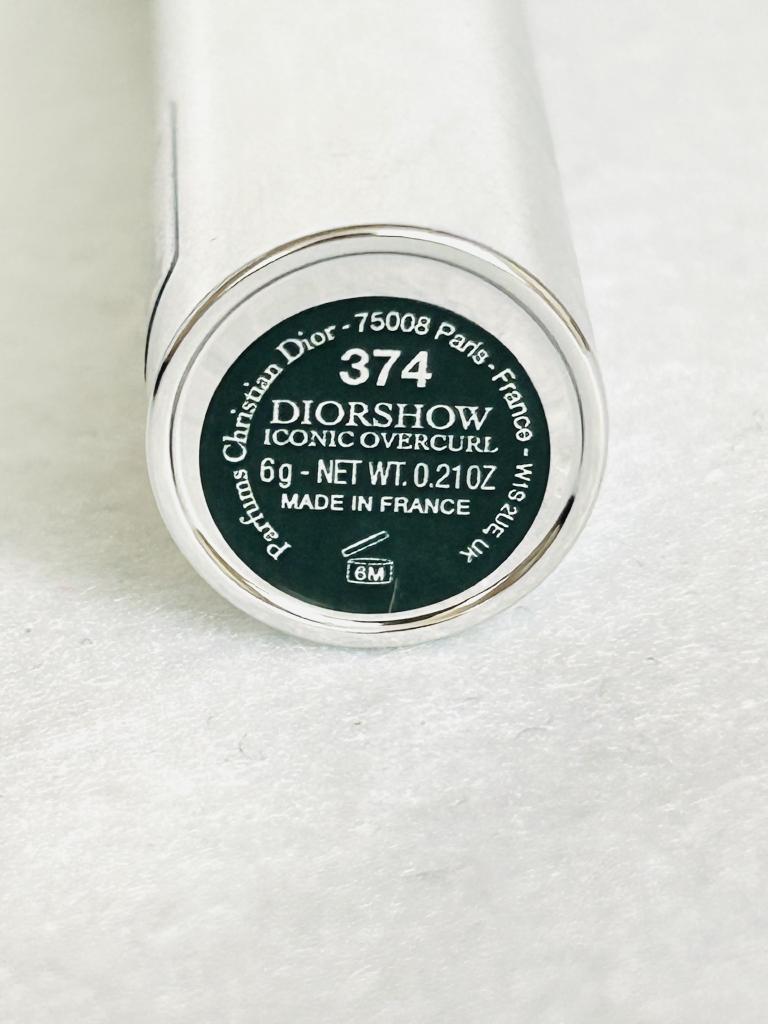 Parfums Christian Dior - 75008 Paris - France - W1S 2UE, UK
374
DIORSHOW
ICONIC OVERCURL
6g - NET WT. 0.21OZ
MADE IN FRANCE
6M